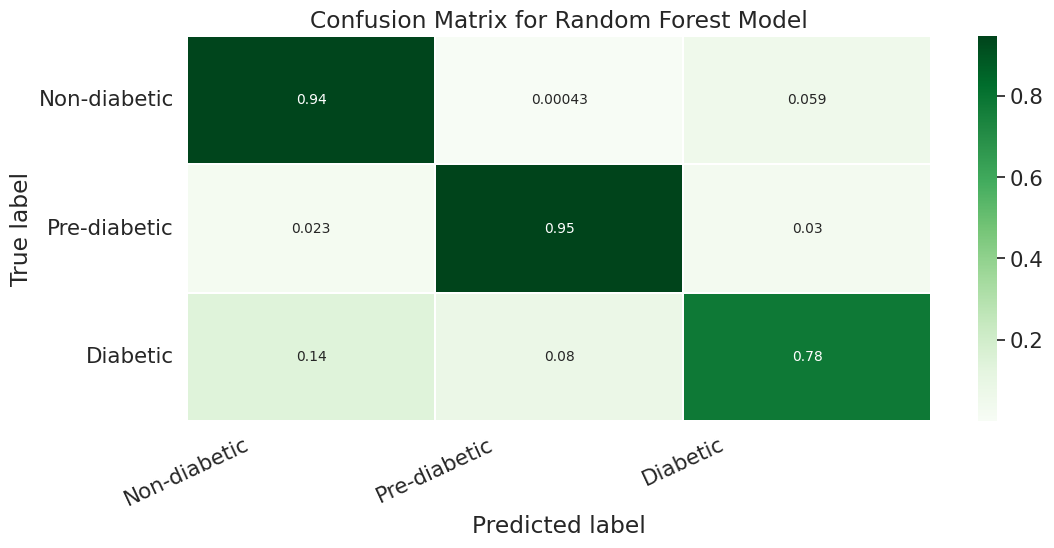 Confusion Matrix for Random Forest Model
Non-diabetic
0.94
0.00043
0.059
0.8
Pre-diabetic
0.023
0.95
0.03
0.6
0.4
Diabetic
0.14
0.08
0.78
0.2
True label
Non-diabetic
Pre-diabetic
Diabetic
Predicted label